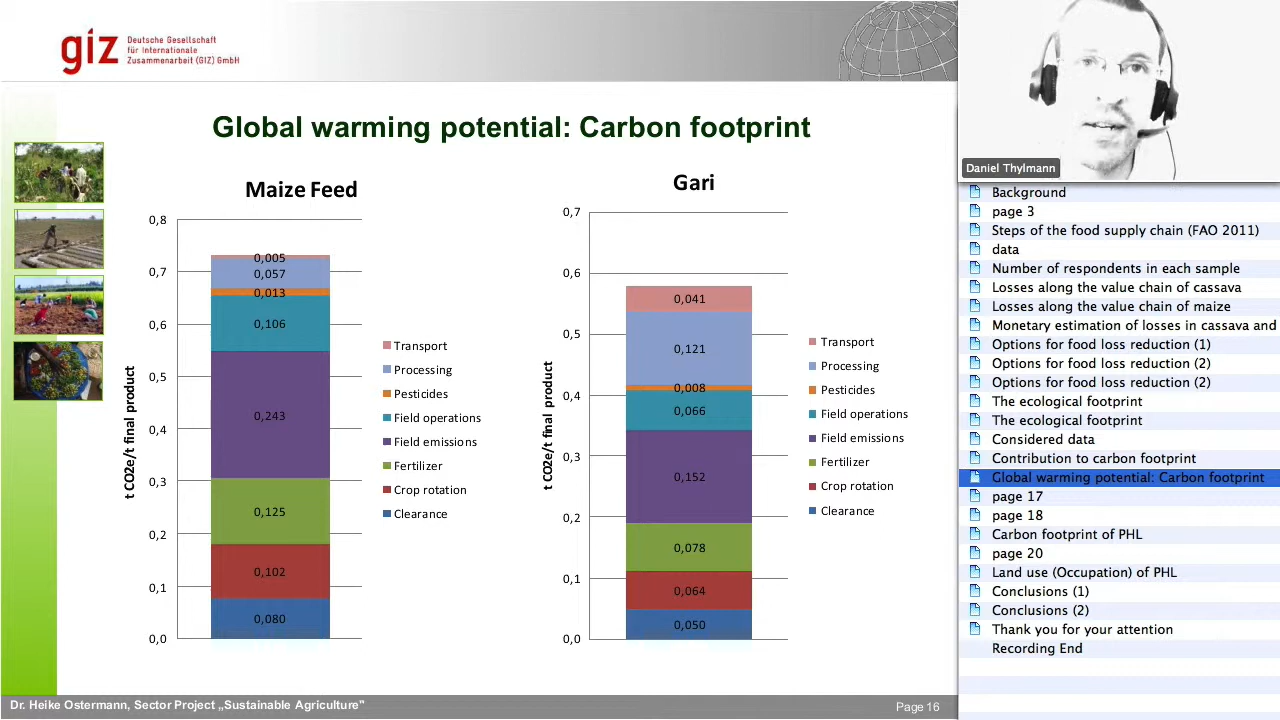 giz
Deutsche Gesellschaft
für Internationale
Zusammenarbeit (GIZ) GmbH
Global warming potential: Carbon footprint
Maize Feed
t CO2e/t final product
0,8
0,7
0,6
0,5
0,4
0,3
0,2
0,1
0,0
0,005
0,057
0,013
0,106
0,243
0,125
0,102
0,080
Transport
Processing
Pesticides
Field operations
Field emissions
Fertilizer
Crop rotation
Clearance
Gari
t CO2e/t final product
0,7
0,6
0,5
0,4
0,3
0,2
0,1
0,0
0,041
0,121
0,008
0,066
0,152
0,078
0,064
0,050
Transport
Processing
Pesticides
Field operations
Field emissions
Fertilizer
Crop rotation
Clearance
Dr. Heike Ostermann, Sector Project „Sustainable Agriculture"
Page 16
Daniel Thylmann
Background
page 3
Steps of the food supply chain (FAO 2011)
data
Number of respondents in each sample
Losses along the value chain of cassava
Losses along the value chain of maize
Monetary estimation of losses in cassava and
Options for food loss reduction (1)
Options for food loss reduction (2)
Options for food loss reduction (2)
The ecological footprint
The ecological footprint
Considered data
Contribution to carbon footprint
Global warming potential: Carbon footprint
page 17
page 18
Carbon footprint of PHL
page 20
Land use (Occupation) of PHL
Conclusions (1)
Conclusions (2)
Thank you for your attention
Recording End